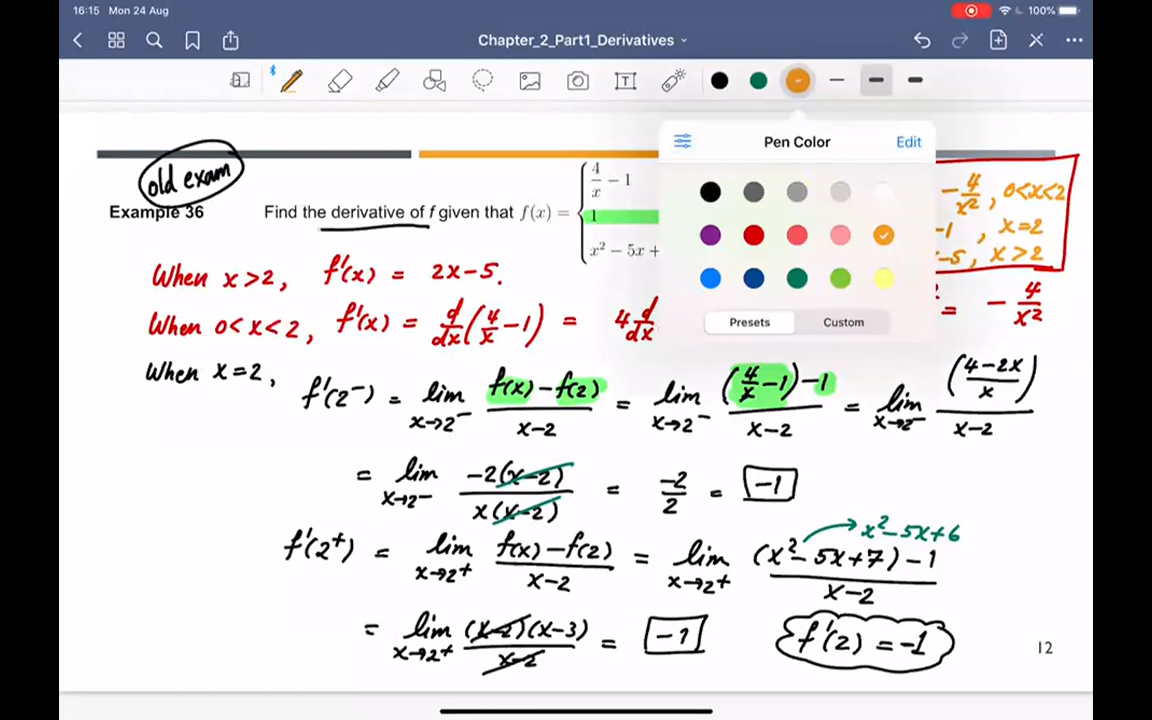 16:15 Mon 24 Aug 100%
Chapter_2_Part1_Derivatives
T
Pen Color Edit
old exam
Example 36 Find the derivative of f given that f(x) = { 4/x − 1
1
x² − 5x +
−4/x², 0<x<2
−1, x=2
x−5, x>2
Presets Custom
When x>2, f'(x) = 2x−5.
When 0<x<2, f'(x) = d/dx(4/x −1) = 4 d/dx = −4/x²
When x=2, f'(2⁻) = lim x→2⁻ (f(x)−f(2))/(x−2) = lim x→2⁻ ((4/x −1)−1)/(x−2) = lim x→2⁻ ((4−2x)/x)/(x−2)
= lim x→2⁻ −2(x−2)/x(x−2) = −2/2 = −1
f'(2⁺) = lim x→2⁺ (f(x)−f(2))/(x−2) = lim x→2⁺ ((x²−5x+7)−1)/(x−2) x²−5x+6
= lim x→2⁺ (x−2)(x−3)/(x−2) = −1 f'(2) = −1
12